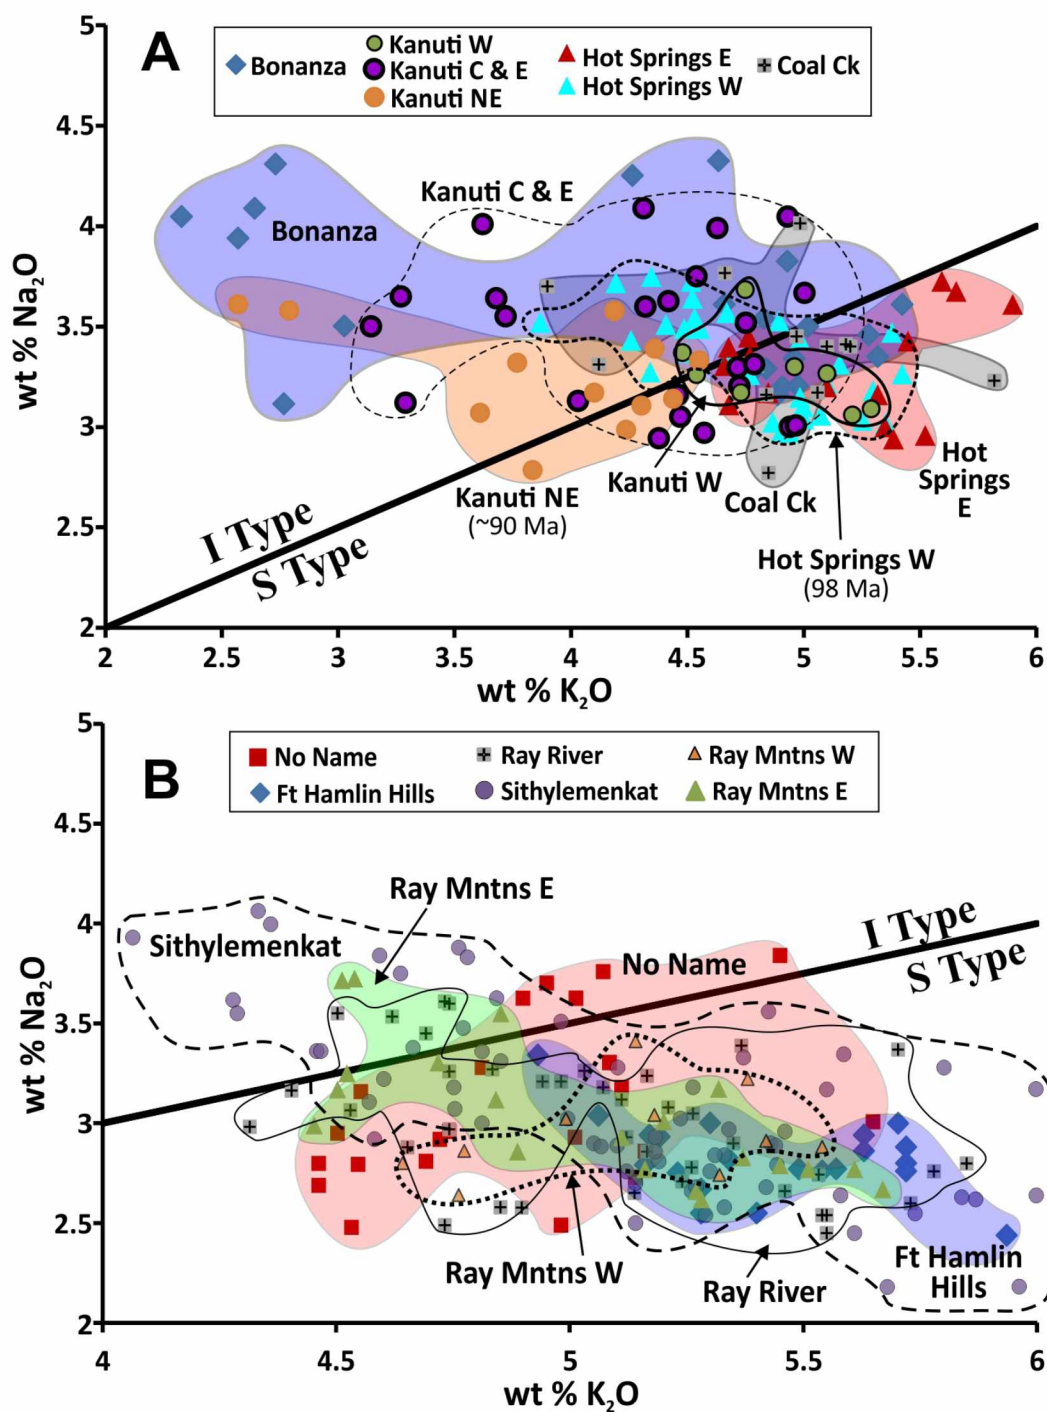 A
Bonanza
Kanuti W
Kanuti C & E
Kanuti NE
Hot Springs E
Hot Springs W
Coal Ck
5
4.5
4
3.5
3
2.5
2
wt % Na2O
Kanuti C & E
Bonanza
Kanuti NE
(~90 Ma)
Kanuti W
Coal Ck
Hot
Springs
E
Hot Springs W
(98 Ma)
I Type
S Type
2 2.5 3 3.5 4 4.5 5 5.5 6
wt % K2O
B
No Name
Ray River
Ray Mntns W
Ft Hamlin Hills
Sithylemenkat
Ray Mntns E
5
4.5
4
3.5
3
2.5
2
wt % Na2O
Ray Mntns E
Sithylemenkat
No Name
I Type
S Type
Ray Mntns W
Ray River
Ft Hamlin
Hills
4 4.5 5 5.5 6
wt % K2O